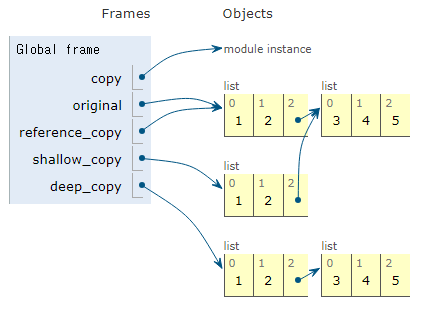 Frames Objects
Global frame
copy module instance
original
reference_copy
shallow_copy
deep_copy
list list
0 1 2 0 1 2
1 2 3 4 5
list
0 1 2
1 2
list list
0 1 2 0 1 2
1 2 3 4 5